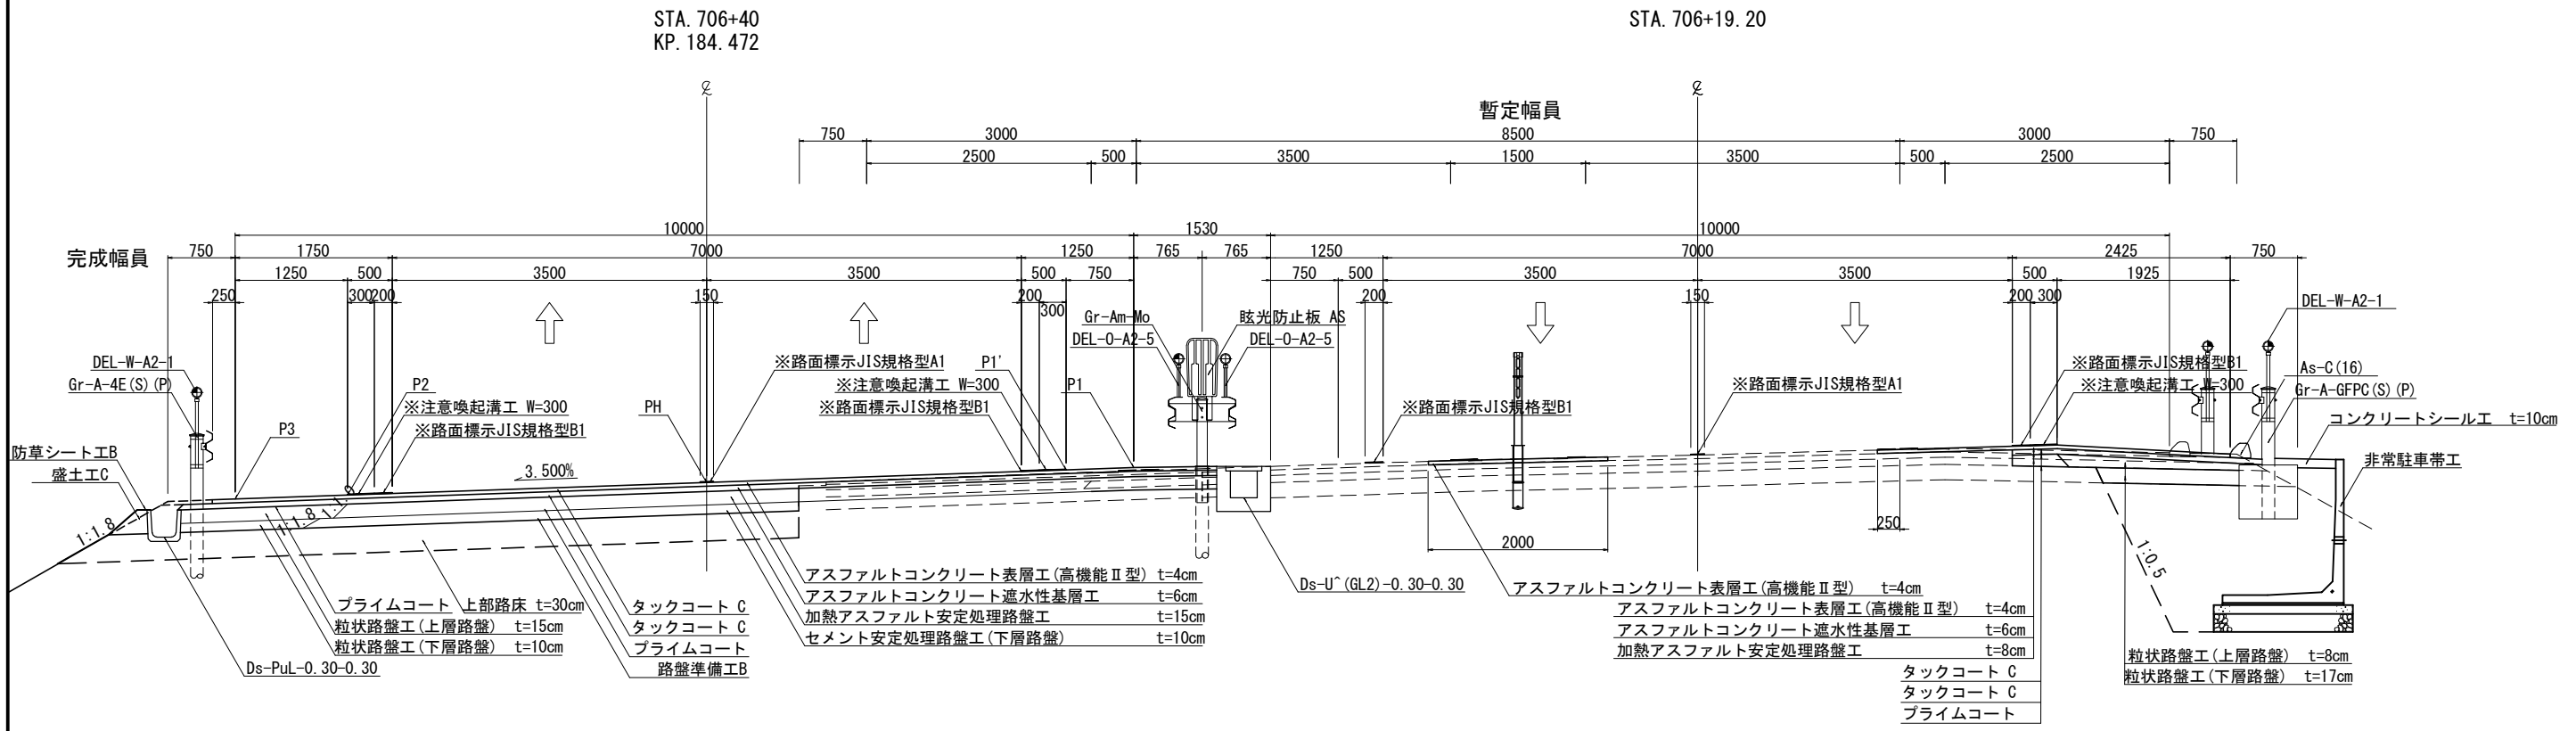 STA. 706+40
KP. 184. 472
STA. 706+19. 20
暫定幅員
750
3000
8500
3000
750
2500
500
3500
1500
3500
500
2500
10000
1530
10000
完成幅員
750
1750
7000
1250
765
765
1250
7000
2425
750
1250
500
3500
3500
500
750
750
500
3500
3500
500
1925
250
300
200
150
200
300
200
150
200
300
DEL-W-A2-1
Gr-A-4E(S)(P)
P3
P2
※注意喚起溝工 W=300
※路面標示JIS規格型B1
PH
※路面標示JIS規格型A1
P1'
※注意喚起溝工 W=300
※路面標示JIS規格型B1
P1
Gr-Am-Mo
DEL-O-A2-5
眩光防止板 AS
DEL-O-A2-5
※路面標示JIS規格型B1
※路面標示JIS規格型A1
DEL-W-A2-1
※路面標示JIS規格型B1
※注意喚起溝工 W=300
As-C(16)
Gr-A-GFPC(S)(P)
コンクリートシール工 t=10cm
非常駐車帯工
防草シート工B
盛土工C
3.500%
1:1.8
1:1.8
1:1.
250
2000
1:0.5
プライムコート
上部路床 t=30cm
粒状路盤工(上層路盤) t=15cm
粒状路盤工(下層路盤) t=10cm
Ds-PuL-0.30-0.30
タックコート C
タックコート C
プライムコート
路盤準備工B
アスファルトコンクリート表層工(高機能Ⅱ型) t=4cm
アスファルトコンクリート遮水性基層工 t=6cm
加熱アスファルト安定処理路盤工 t=15cm
セメント安定処理路盤工(下層路盤) t=10cm
Ds-U^(GL2)-0.30-0.30
アスファルトコンクリート表層工(高機能Ⅱ型) t=4cm
アスファルトコンクリート表層工(高機能Ⅱ型) t=4cm
アスファルトコンクリート遮水性基層工 t=6cm
加熱アスファルト安定処理路盤工 t=8cm
タックコート C
タックコート C
プライムコート
粒状路盤工(上層路盤) t=8cm
粒状路盤工(下層路盤) t=17cm